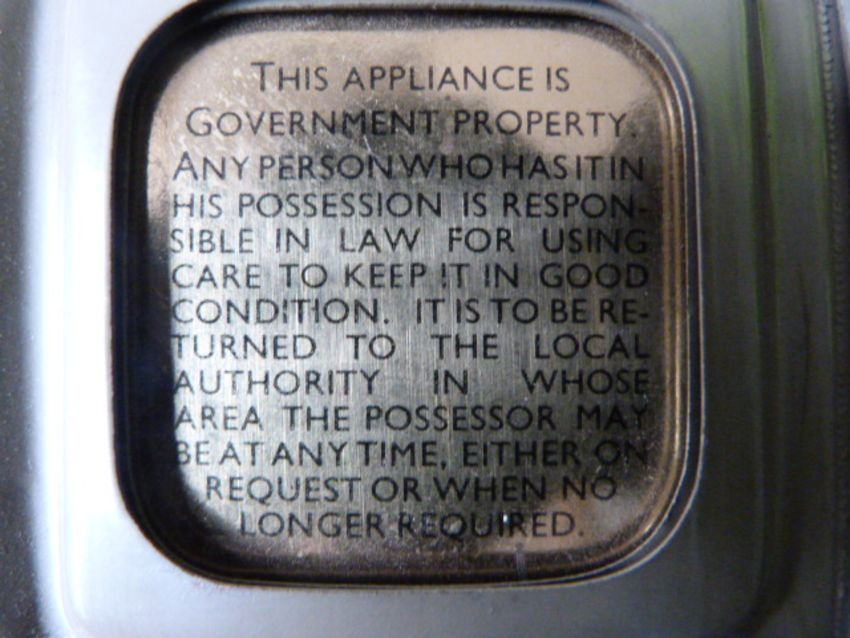 THIS APPLIANCE IS
GOVERNMENT PROPERTY.
ANY PERSON WHO HAS IT IN
HIS POSSESSION IS RESPON-
SIBLE IN LAW FOR USING
CARE TO KEEP IT IN GOOD
CONDITION. IT IS TO BE RE-
TURNED TO THE LOCAL
AUTHORITY IN WHOSE
AREA THE POSSESSOR MAY
BE AT ANY TIME, EITHER ON
REQUEST OR WHEN NO
LONGER REQUIRED.